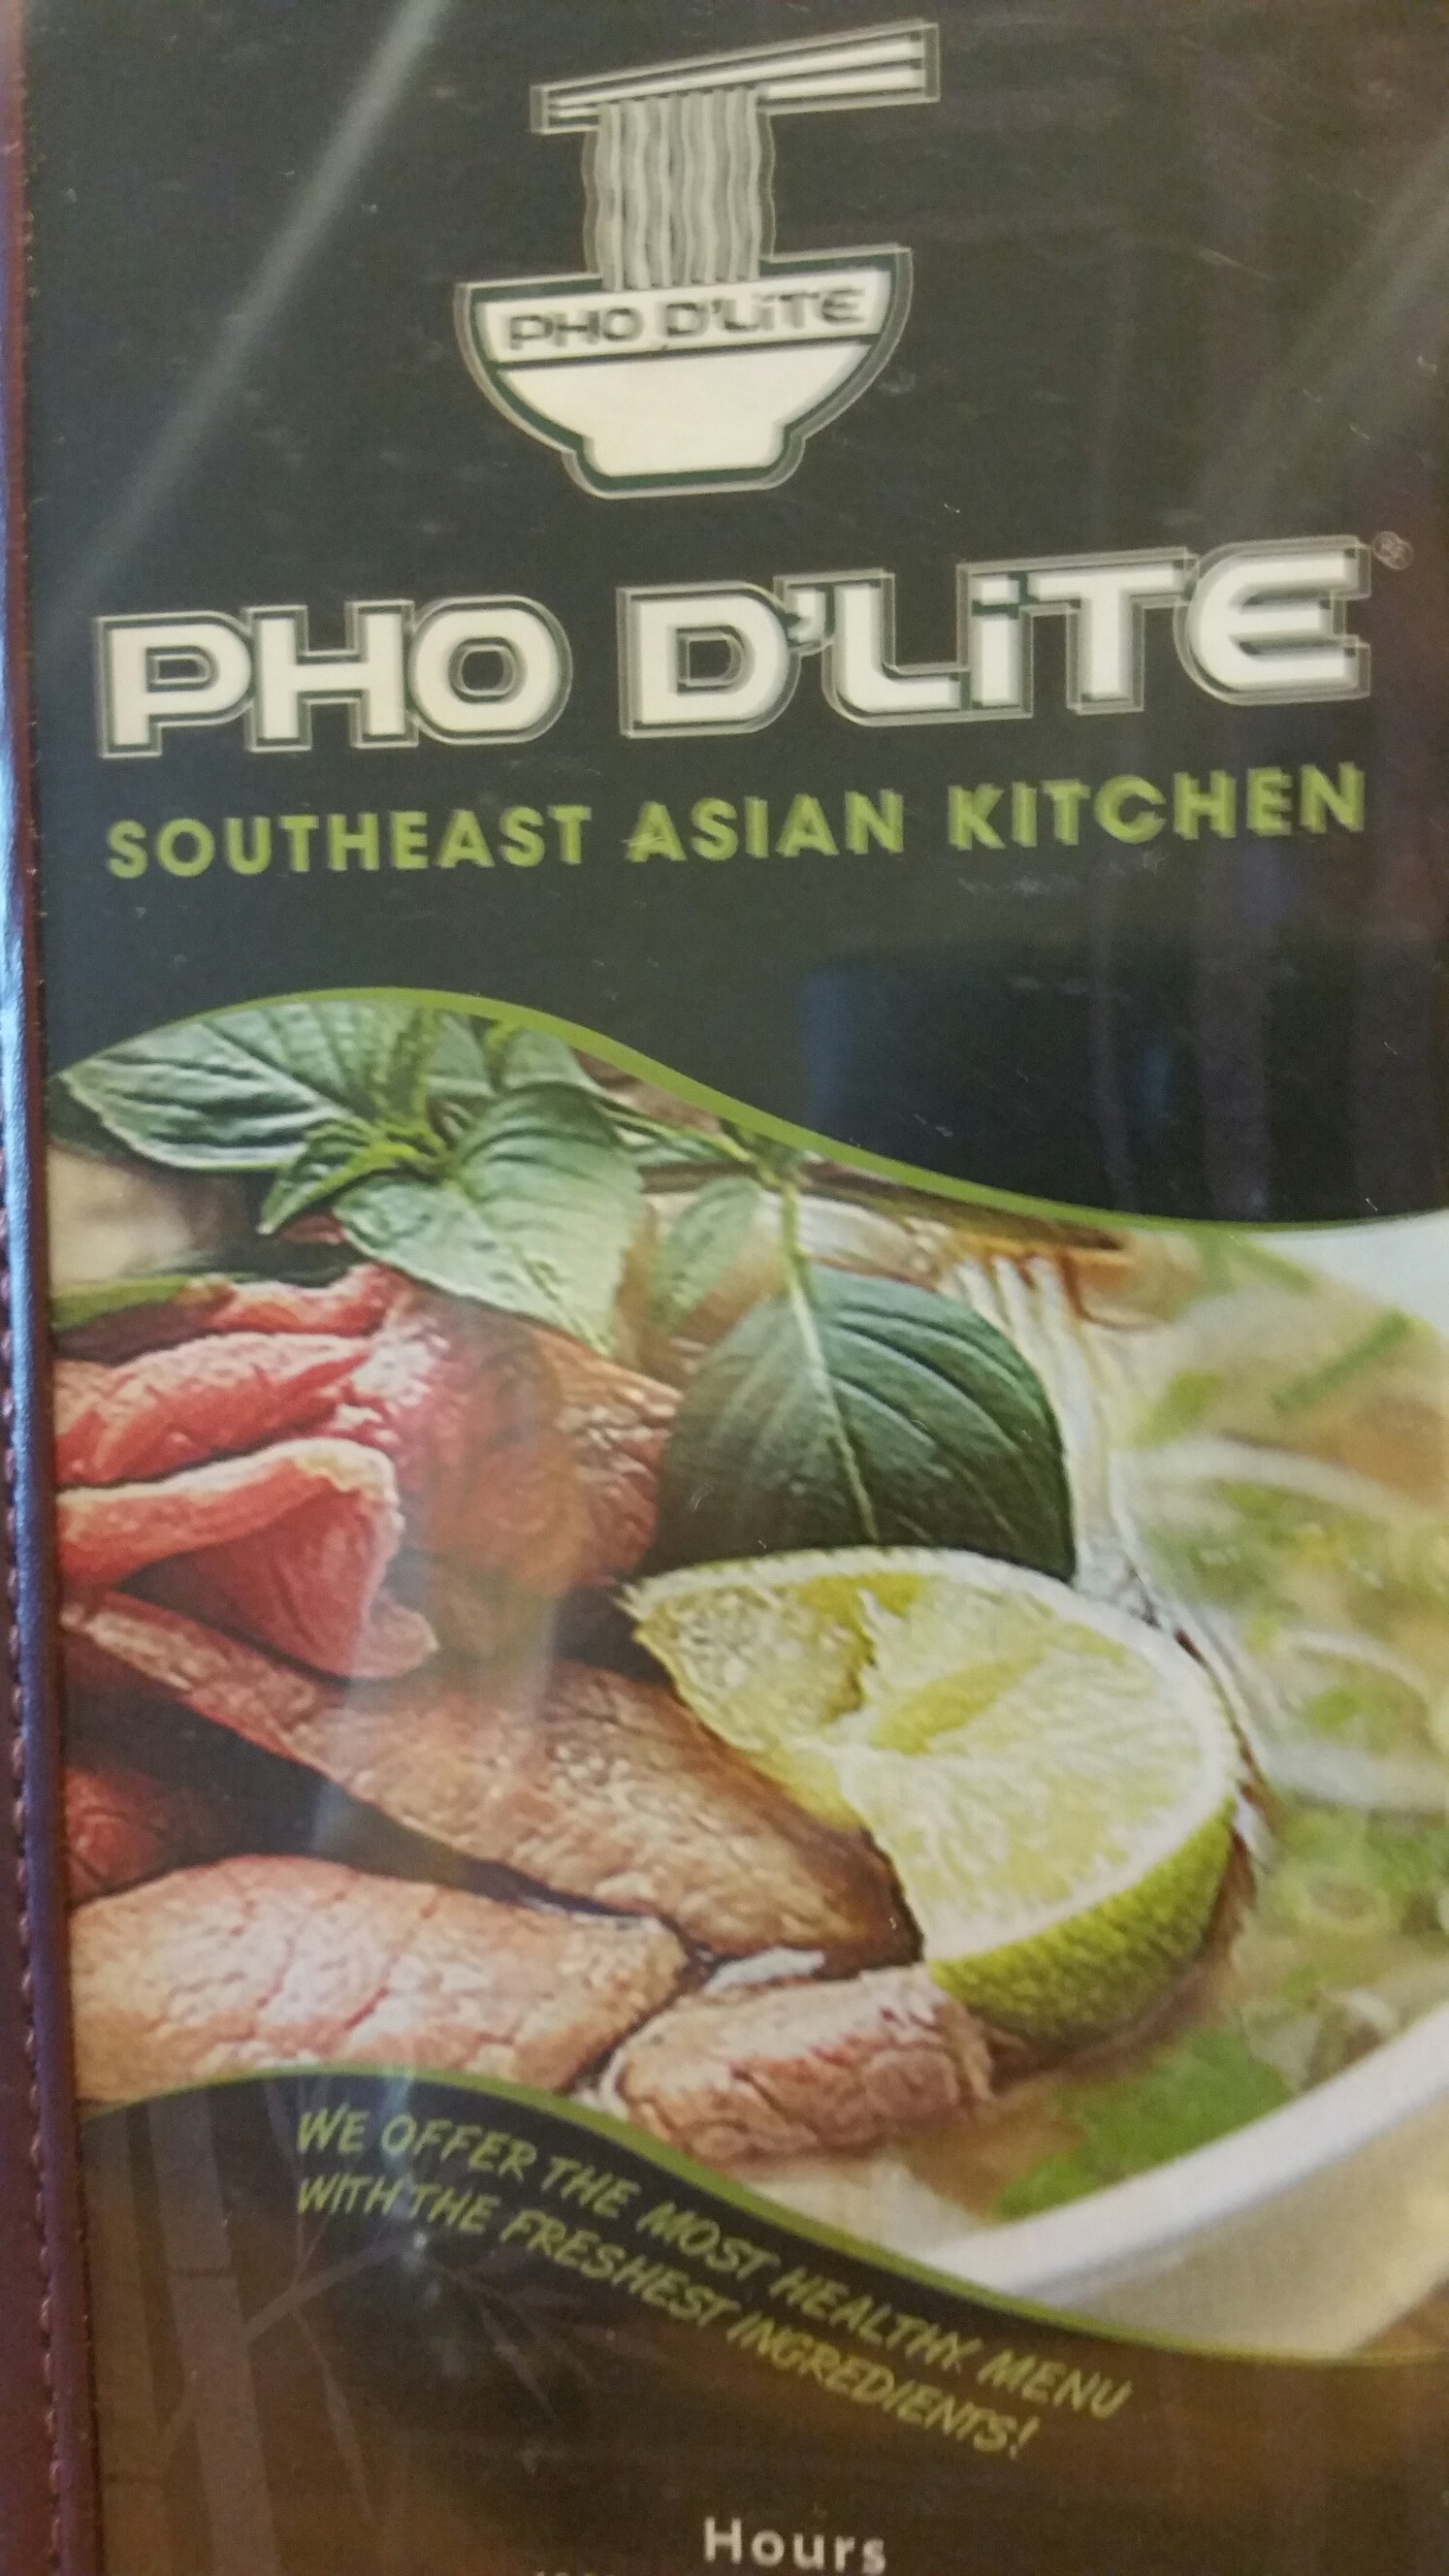 PHO D'LiTE
PHO D'LiTE®
SOUTHEAST ASIAN KITCHEN
WE OFFER THE MOST HEALTHY MENU
WITH THE FRESHEST INGREDIENTS!
Hours